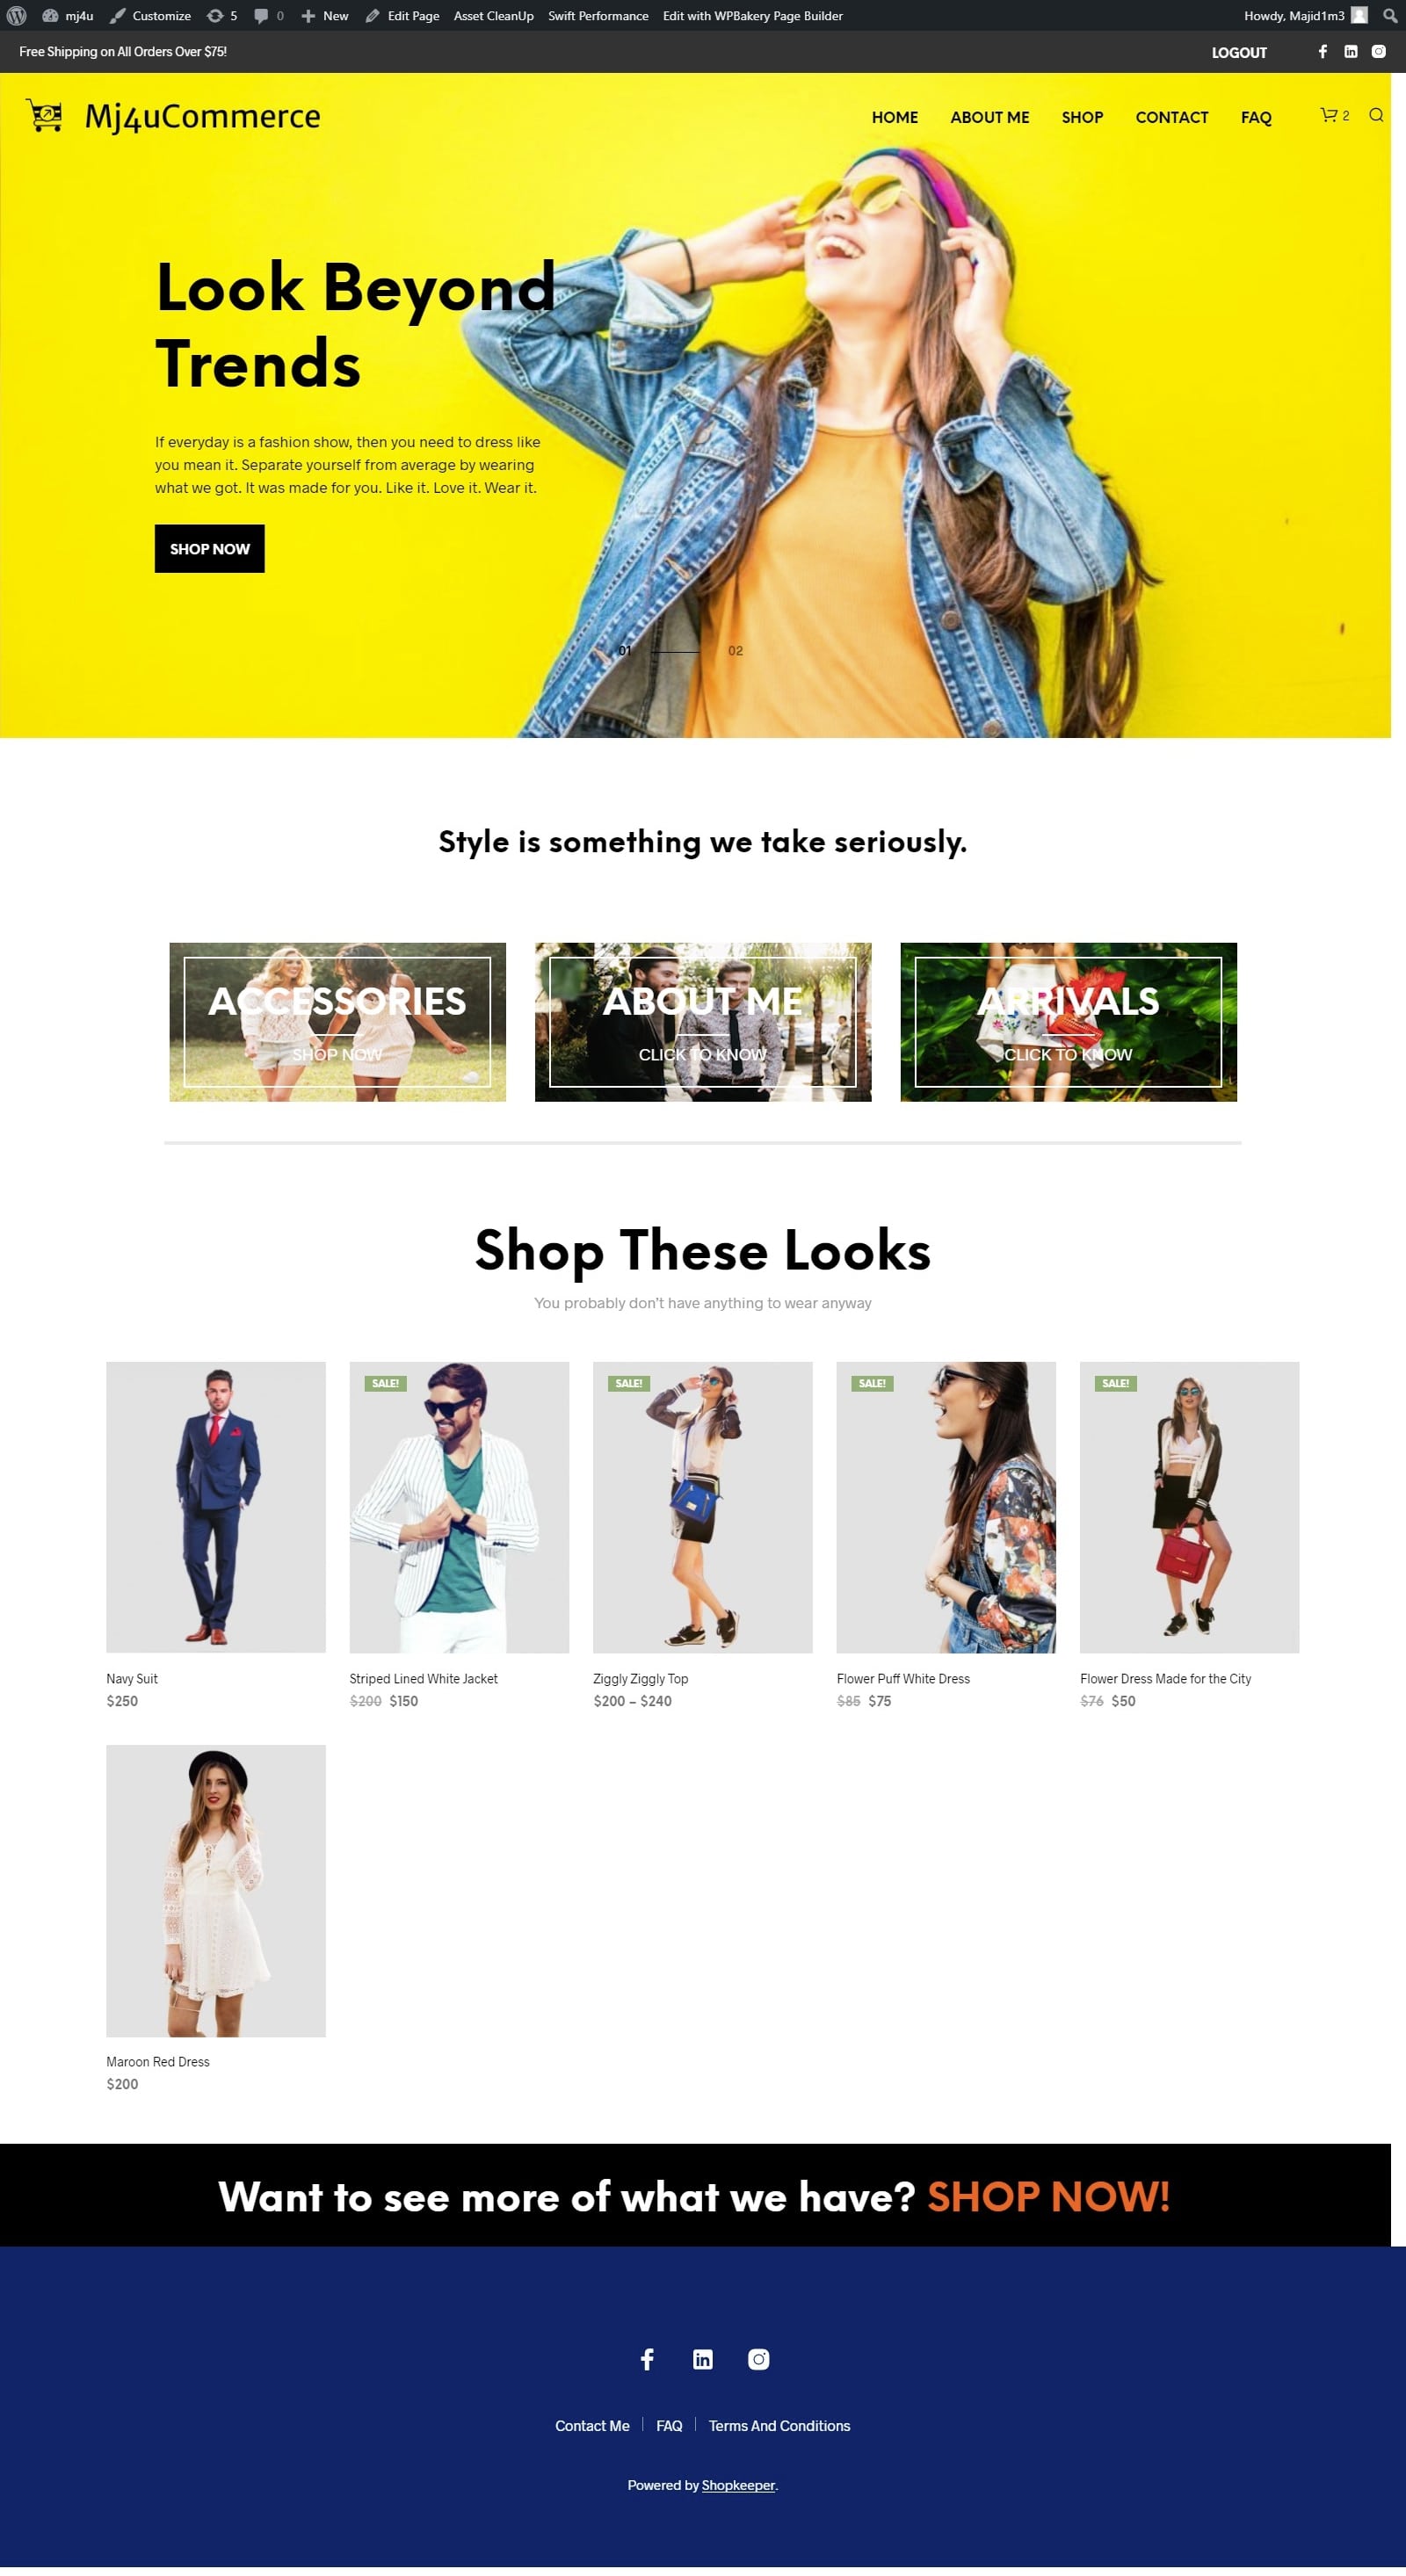 mj4u Customize 5 0 New Edit Page Asset CleanUp Swift Performance Edit with WPBakery Page Builder Howdy, Majid1m3
Free Shipping on All Orders Over $75! LOGOUT
Mj4uCommerce HOME ABOUT ME SHOP CONTACT FAQ 2
Look Beyond
Trends
If everyday is a fashion show, then you need to dress like
you mean it. Separate yourself from average by wearing
what we got. It was made for you. Like it. Love it. Wear it.
SHOP NOW
01 02
Style is something we take seriously.
ACCESSORIES ABOUT ME ARRIVALS
SHOP NOW CLICK TO KNOW CLICK TO KNOW
Shop These Looks
You probably don't have anything to wear anyway
SALE! SALE! SALE! SALE!
Navy Suit Striped Lined White Jacket Ziggly Ziggly Top Flower Puff White Dress Flower Dress Made for the City
$250 $200 $150 $200 – $240 $85 $75 $76 $50
Maroon Red Dress
$200
Want to see more of what we have? SHOP NOW!
Contact Me FAQ Terms And Conditions
Powered by Shopkeeper.